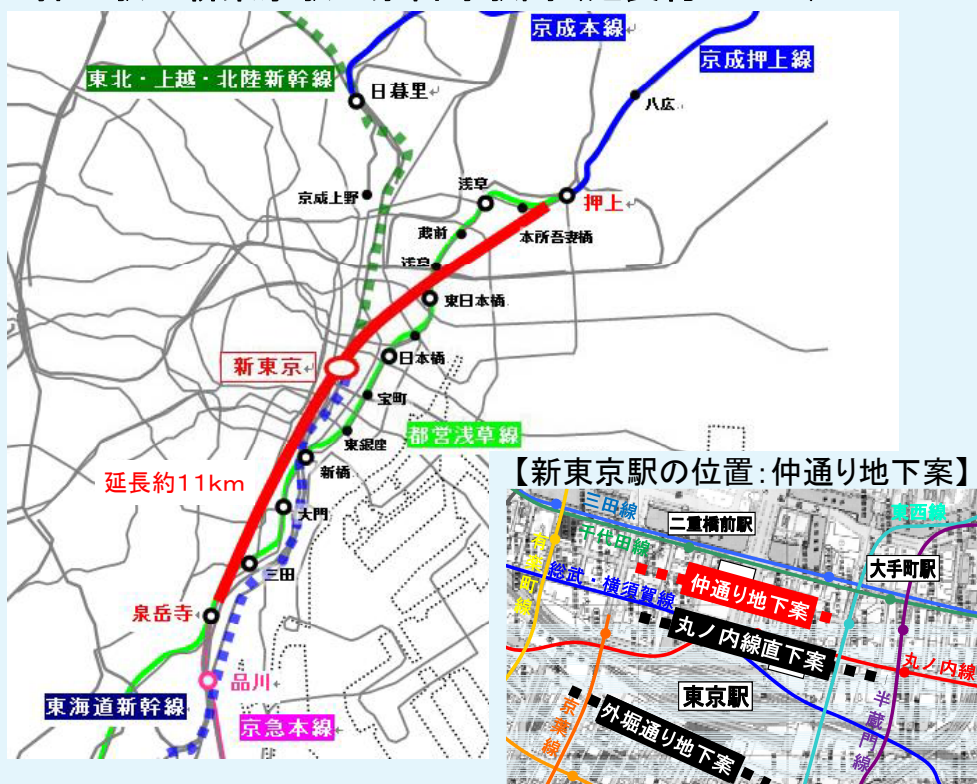 京成本線
京成押上線
東北・上越・北陸新幹線
日暮里
八広
京成上野
浅草
押上
蔵前
本所吾妻橋
浅草
東日本橋
新東京
日本橋
宝町
都営浅草線
東銀座
新橋
延長約11km
大門
三田
泉岳寺
品川
東海道新幹線
京急本線
【新東京駅の位置:仲通り地下案】
三田線
二重橋前駅
東西線
千代田線
有楽町線
大手町駅
総武・横須賀線
仲通り地下案
丸ノ内線直下案
丸ノ内線
東京駅
半蔵門線
京葉線
外堀通り地下案